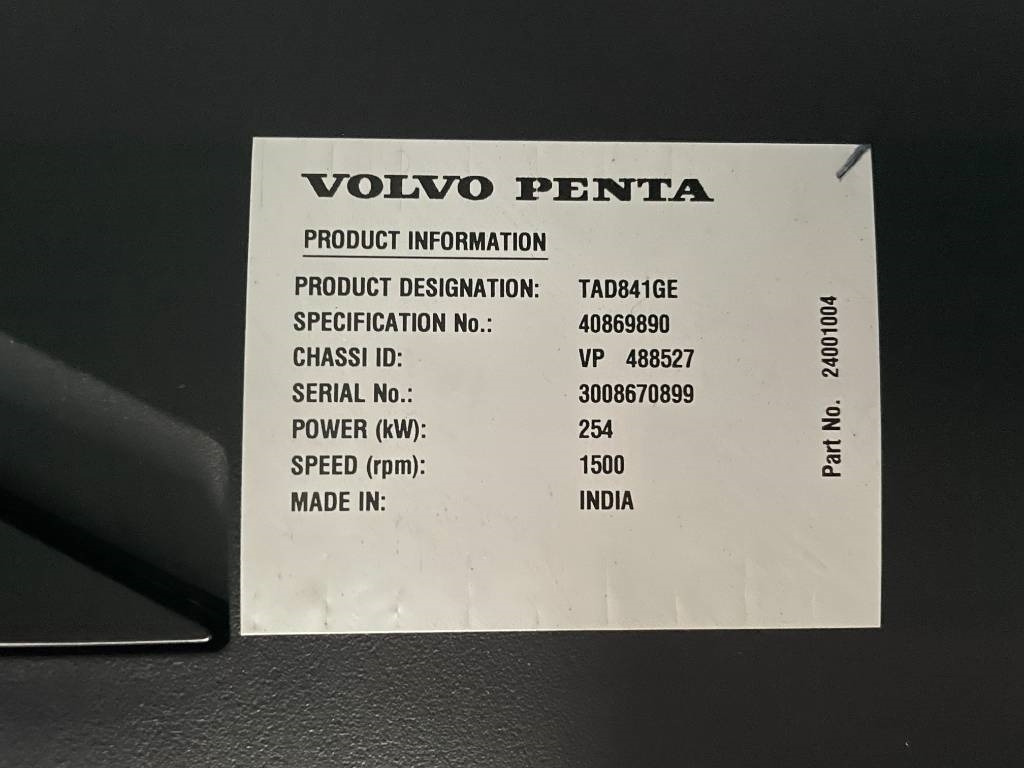 VOLVO PENTA
PRODUCT INFORMATION
PRODUCT DESIGNATION: TAD841GE
SPECIFICATION No.: 40869890
CHASSI ID: VP 488527
SERIAL No.: 3008670899
POWER (kW): 254
SPEED (rpm): 1500
MADE IN: INDIA
Part No. 24001004